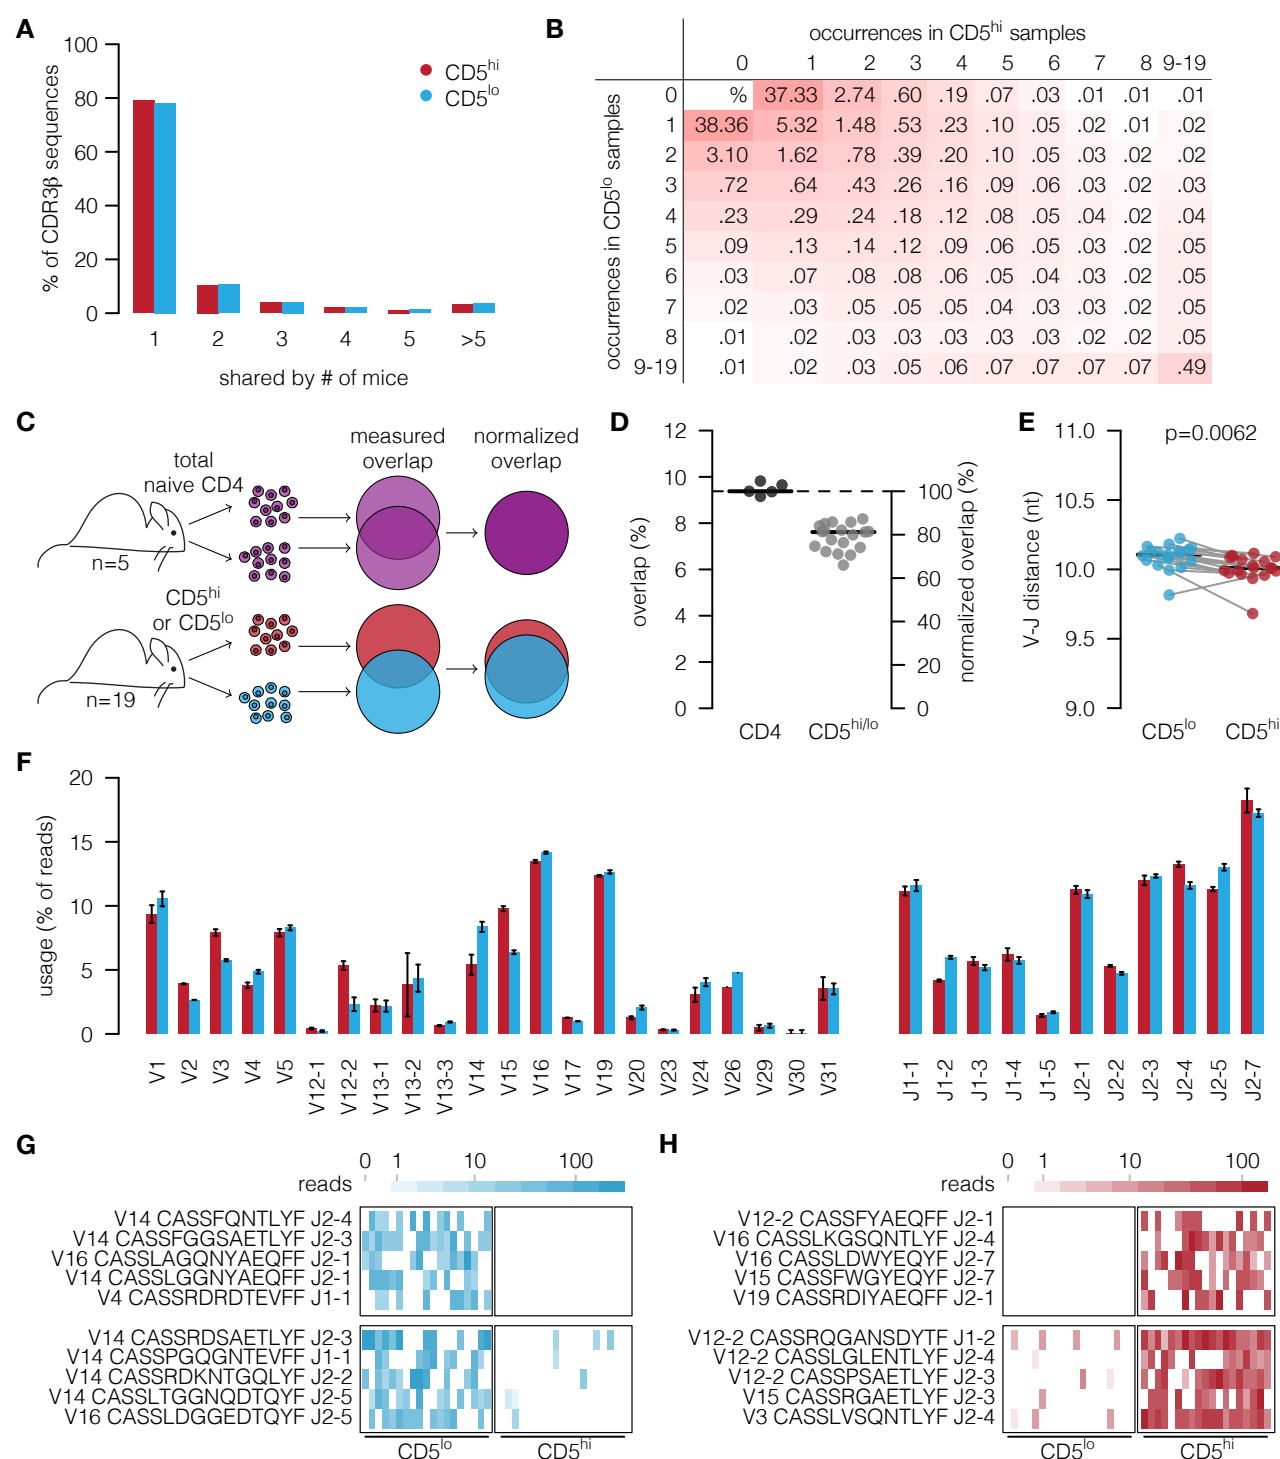 A
100
80
60
40
20
0
% of CDR3β sequences
CD5hi
CD5lo
1 2 3 4 5 >5
shared by # of mice
B
occurrences in CD5hi samples
0 1 2 3 4 5 6 7 8 9-19
occurrences in CD5lo samples
0 % 37.33 2.74 .60 .19 .07 .03 .01 .01 .01
1 38.36 5.32 1.48 .53 .23 .10 .05 .02 .01 .02
2 3.10 1.62 .78 .39 .20 .10 .05 .03 .02 .02
3 .72 .64 .43 .26 .16 .09 .06 .03 .02 .03
4 .23 .29 .24 .18 .12 .08 .05 .04 .02 .04
5 .09 .13 .14 .12 .09 .06 .05 .03 .02 .05
6 .03 .07 .08 .08 .06 .05 .04 .03 .02 .05
7 .02 .03 .05 .05 .05 .04 .03 .03 .02 .05
8 .01 .02 .03 .03 .03 .03 .03 .02 .02 .05
9-19 .01 .02 .03 .05 .06 .07 .07 .07 .07 .49
C
measured overlap
normalized overlap
total naive CD4
n=5
CD5hi or CD5lo
n=19
D
12
10
8
6
4
2
0
overlap (%)
100
80
60
40
20
0
normalized overlap (%)
CD4 CD5hi/lo
E
11.0
10.5
10.0
9.5
9.0
V-J distance (nt)
p=0.0062
CD5lo CD5hi
F
20
15
10
5
0
usage (% of reads)
V1 V2 V3 V4 V5 V12-1 V12-2 V13-1 V13-2 V13-3 V14 V15 V16 V17 V19 V20 V23 V24 V26 V29 V30 V31
J1-1 J1-2 J1-3 J1-4 J1-5 J2-1 J2-2 J2-3 J2-4 J2-5 J2-7
G
0 1 10 100
reads
V14 CASSFQNTLYF J2-4
V14 CASSFGGSAETLYF J2-3
V16 CASSLAGQNYAEQFF J2-1
V14 CASSLGGNYAEQFF J2-1
V4 CASSRDRDTEVFF J1-1
V14 CASSRDSAETLYF J2-3
V14 CASSPGQGNTEVFF J1-1
V14 CASSRDKNTGQLYF J2-2
V14 CASSLTGGNQDTQYF J2-5
V16 CASSLDGGEDTQYF J2-5
CD5lo CD5hi
H
0 1 10 100
reads
V12-2 CASSFYAEQFF J2-1
V16 CASSLKGSQNTLYF J2-4
V16 CASSLDWYEQYF J2-7
V15 CASSFWGYEQYF J2-7
V19 CASSRDIYAEQFF J2-1
V12-2 CASSRQGANSDYTF J1-2
V12-2 CASSLGLENTLYF J2-4
V12-2 CASSPSAETLYF J2-3
V15 CASSRGAETLYF J2-3
V3 CASSLVSQNTLYF J2-4
CD5lo CD5hi